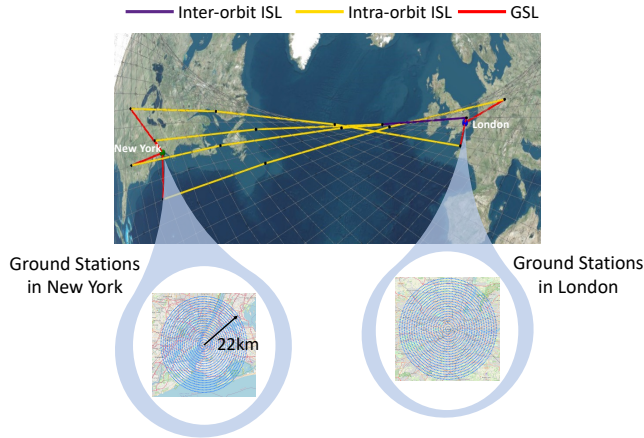 Inter-orbit ISL
Intra-orbit ISL
GSL
New York
London
Ground Stations
in New York
Ground Stations
in London
22km